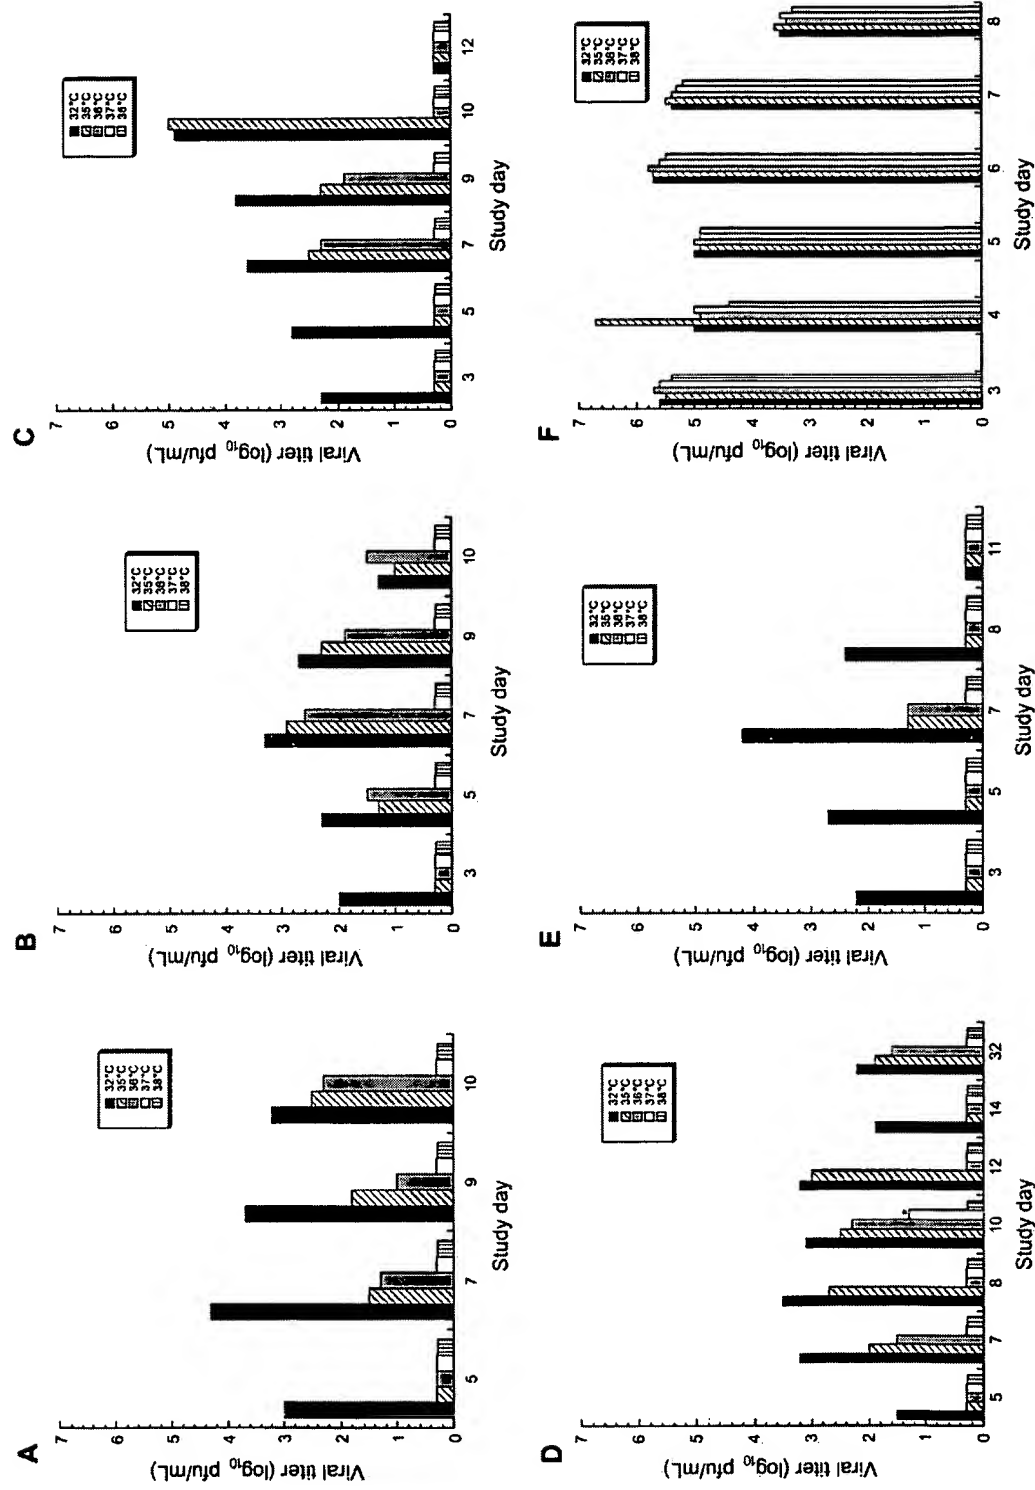 A
7
6
5
4
3
2
1
0
Viral titer (log10 pfu/mL)
32°C
35°C
36°C
37°C
38°C
5 7 9 10
Study day
B
7
6
5
4
3
2
1
0
Viral titer (log10 pfu/mL)
32°C
35°C
36°C
37°C
38°C
3 5 7 9 10
Study day
C
7
6
5
4
3
2
1
0
Viral titer (log10 pfu/mL)
32°C
35°C
36°C
37°C
38°C
3 5 7 9 10 12
Study day
D
7
6
5
4
3
2
1
0
Viral titer (log10 pfu/mL)
32°C
35°C
36°C
37°C
38°C
5 7 8 10 12 14 32
Study day
E
7
6
5
4
3
2
1
0
Viral titer (log10 pfu/mL)
32°C
35°C
36°C
37°C
38°C
3 5 7 8 11
Study day
F
7
6
5
4
3
2
1
0
Viral titer (log10 pfu/mL)
32°C
35°C
36°C
37°C
38°C
3 4 5 6 7 8
Study day